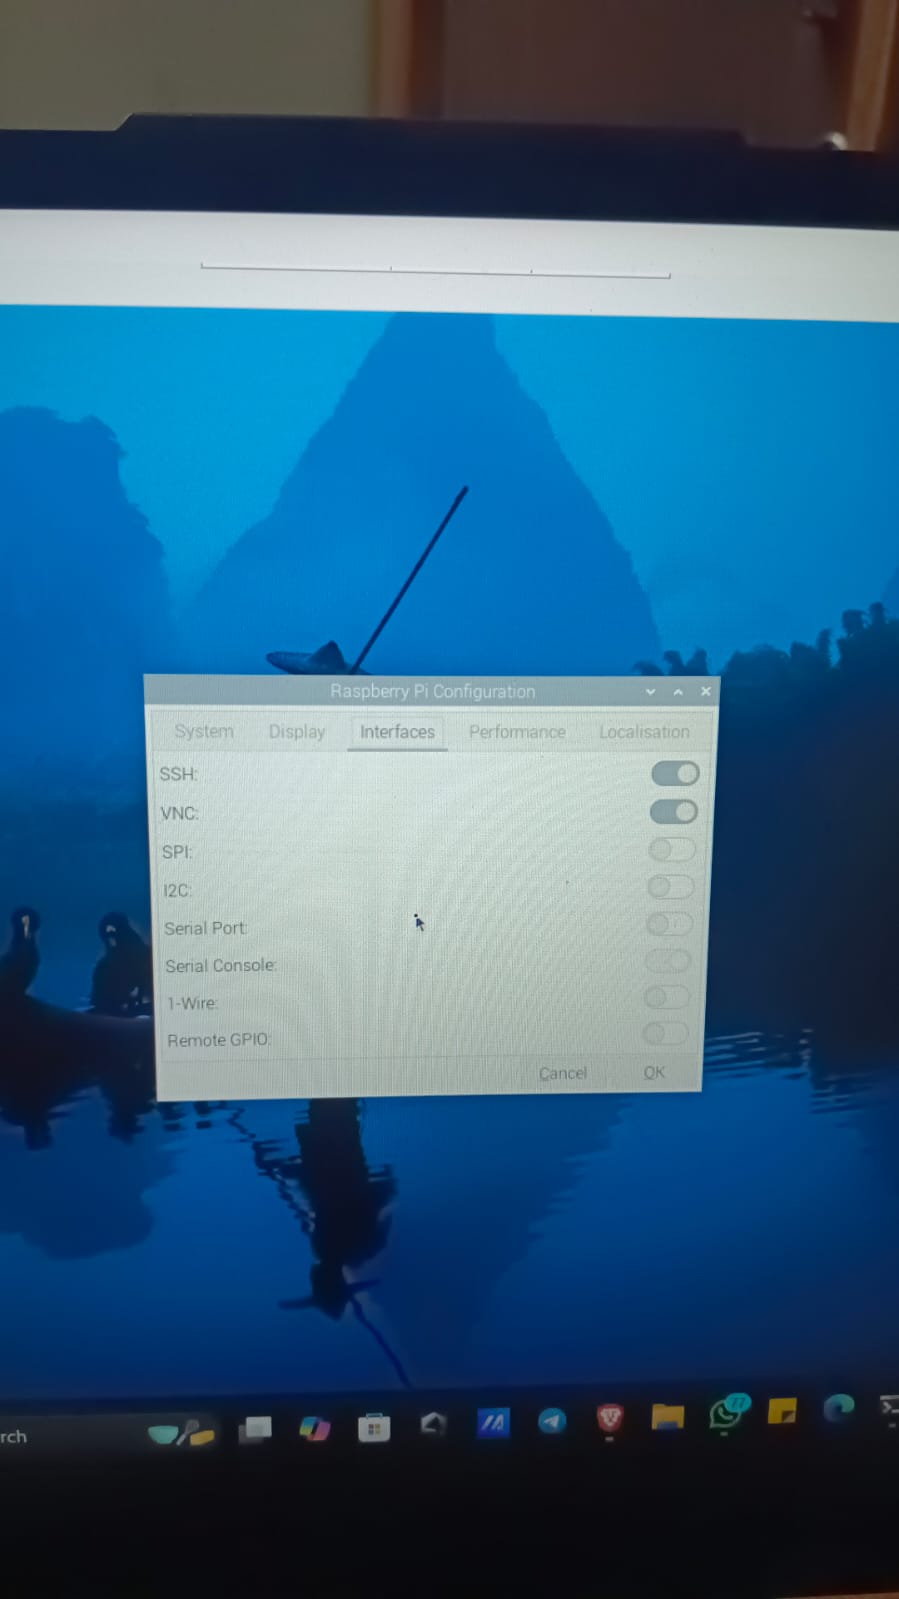 Raspberry Pi Configuration
System Display Interfaces Performance Localisation
SSH:
VNC:
SPI:
I2C:
Serial Port:
Serial Console:
1-Wire:
Remote GPIO:
Cancel OK
rch
27